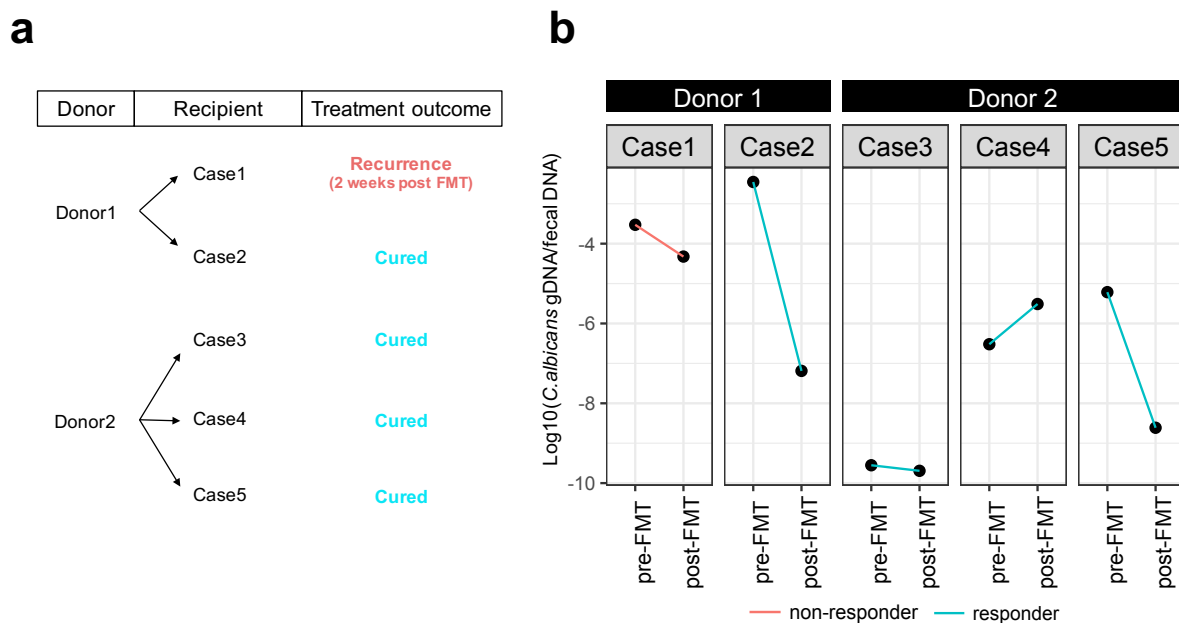 a
Donor Recipient Treatment outcome
Case1
Recurrence
(2 weeks post FMT)
Donor1
Case2 Cured
Case3 Cured
Donor2
Case4 Cured
Case5 Cured
b
Donor 1 Donor 2
Case1 Case2 Case3 Case4 Case5
Log10(C.albicans gDNA/fecal DNA)
-4
-6
-8
-10
pre-FMT post-FMT pre-FMT post-FMT pre-FMT post-FMT pre-FMT post-FMT pre-FMT post-FMT
non-responder responder